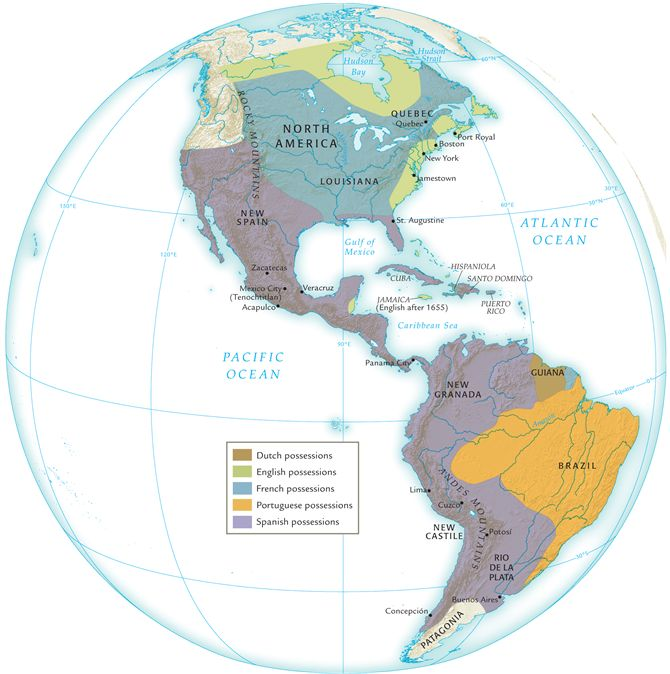 Hudson
Strait
60°N
Hudson
Bay
ROCKY MOUNTAINS
QUEBEC
Quebec
NORTH
AMERICA
Port Royal
Boston
New York
LOUISIANA
Jamestown
30°N
150°E
60°E
NEW
SPAIN
St. Augustine
ATLANTIC
OCEAN
Gulf of
Mexico
120°E
Zacatecas
HISPANIOLA
CUBA
SANTO DOMINGO
Mexico City
(Tenochtitlan)
Veracruz
JAMAICA
(English after 1655)
PUERTO
RICO
Acapulco
Caribbean Sea
90°E
PACIFIC
OCEAN
Panama City
GUIANA
NEW
GRANADA
Equator
0°
Amazon
BRAZIL
Dutch possessions
English possessions
French possessions
Portuguese possessions
Spanish possessions
ANDES MOUNTAINS
Lima
Cuzco
NEW
CASTILE
Potosí
RIO
DE LA
PLATA
30°S
Buenos Aires
Concepción
PATAGONIA